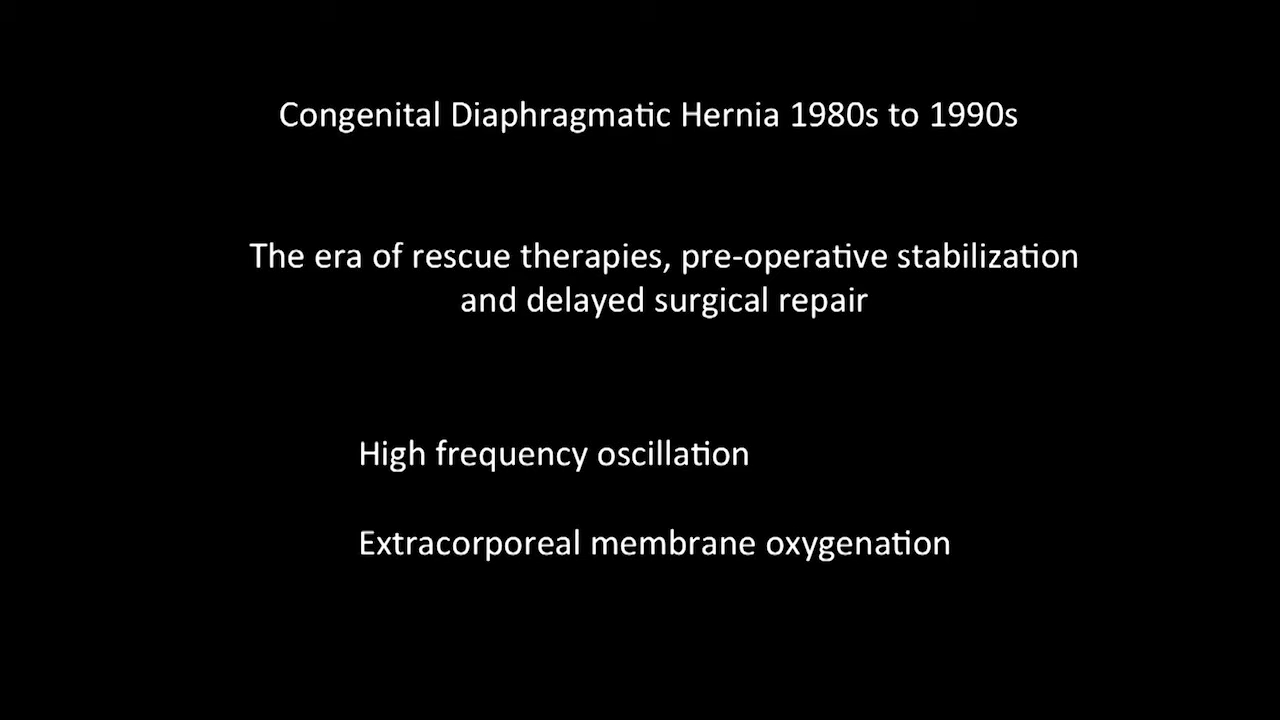 Congenital Diaphragmatic Hernia 1980s to 1990s
The era of rescue therapies, pre-operative stabilization
and delayed surgical repair
High frequency oscillation
Extracorporeal membrane oxygenation